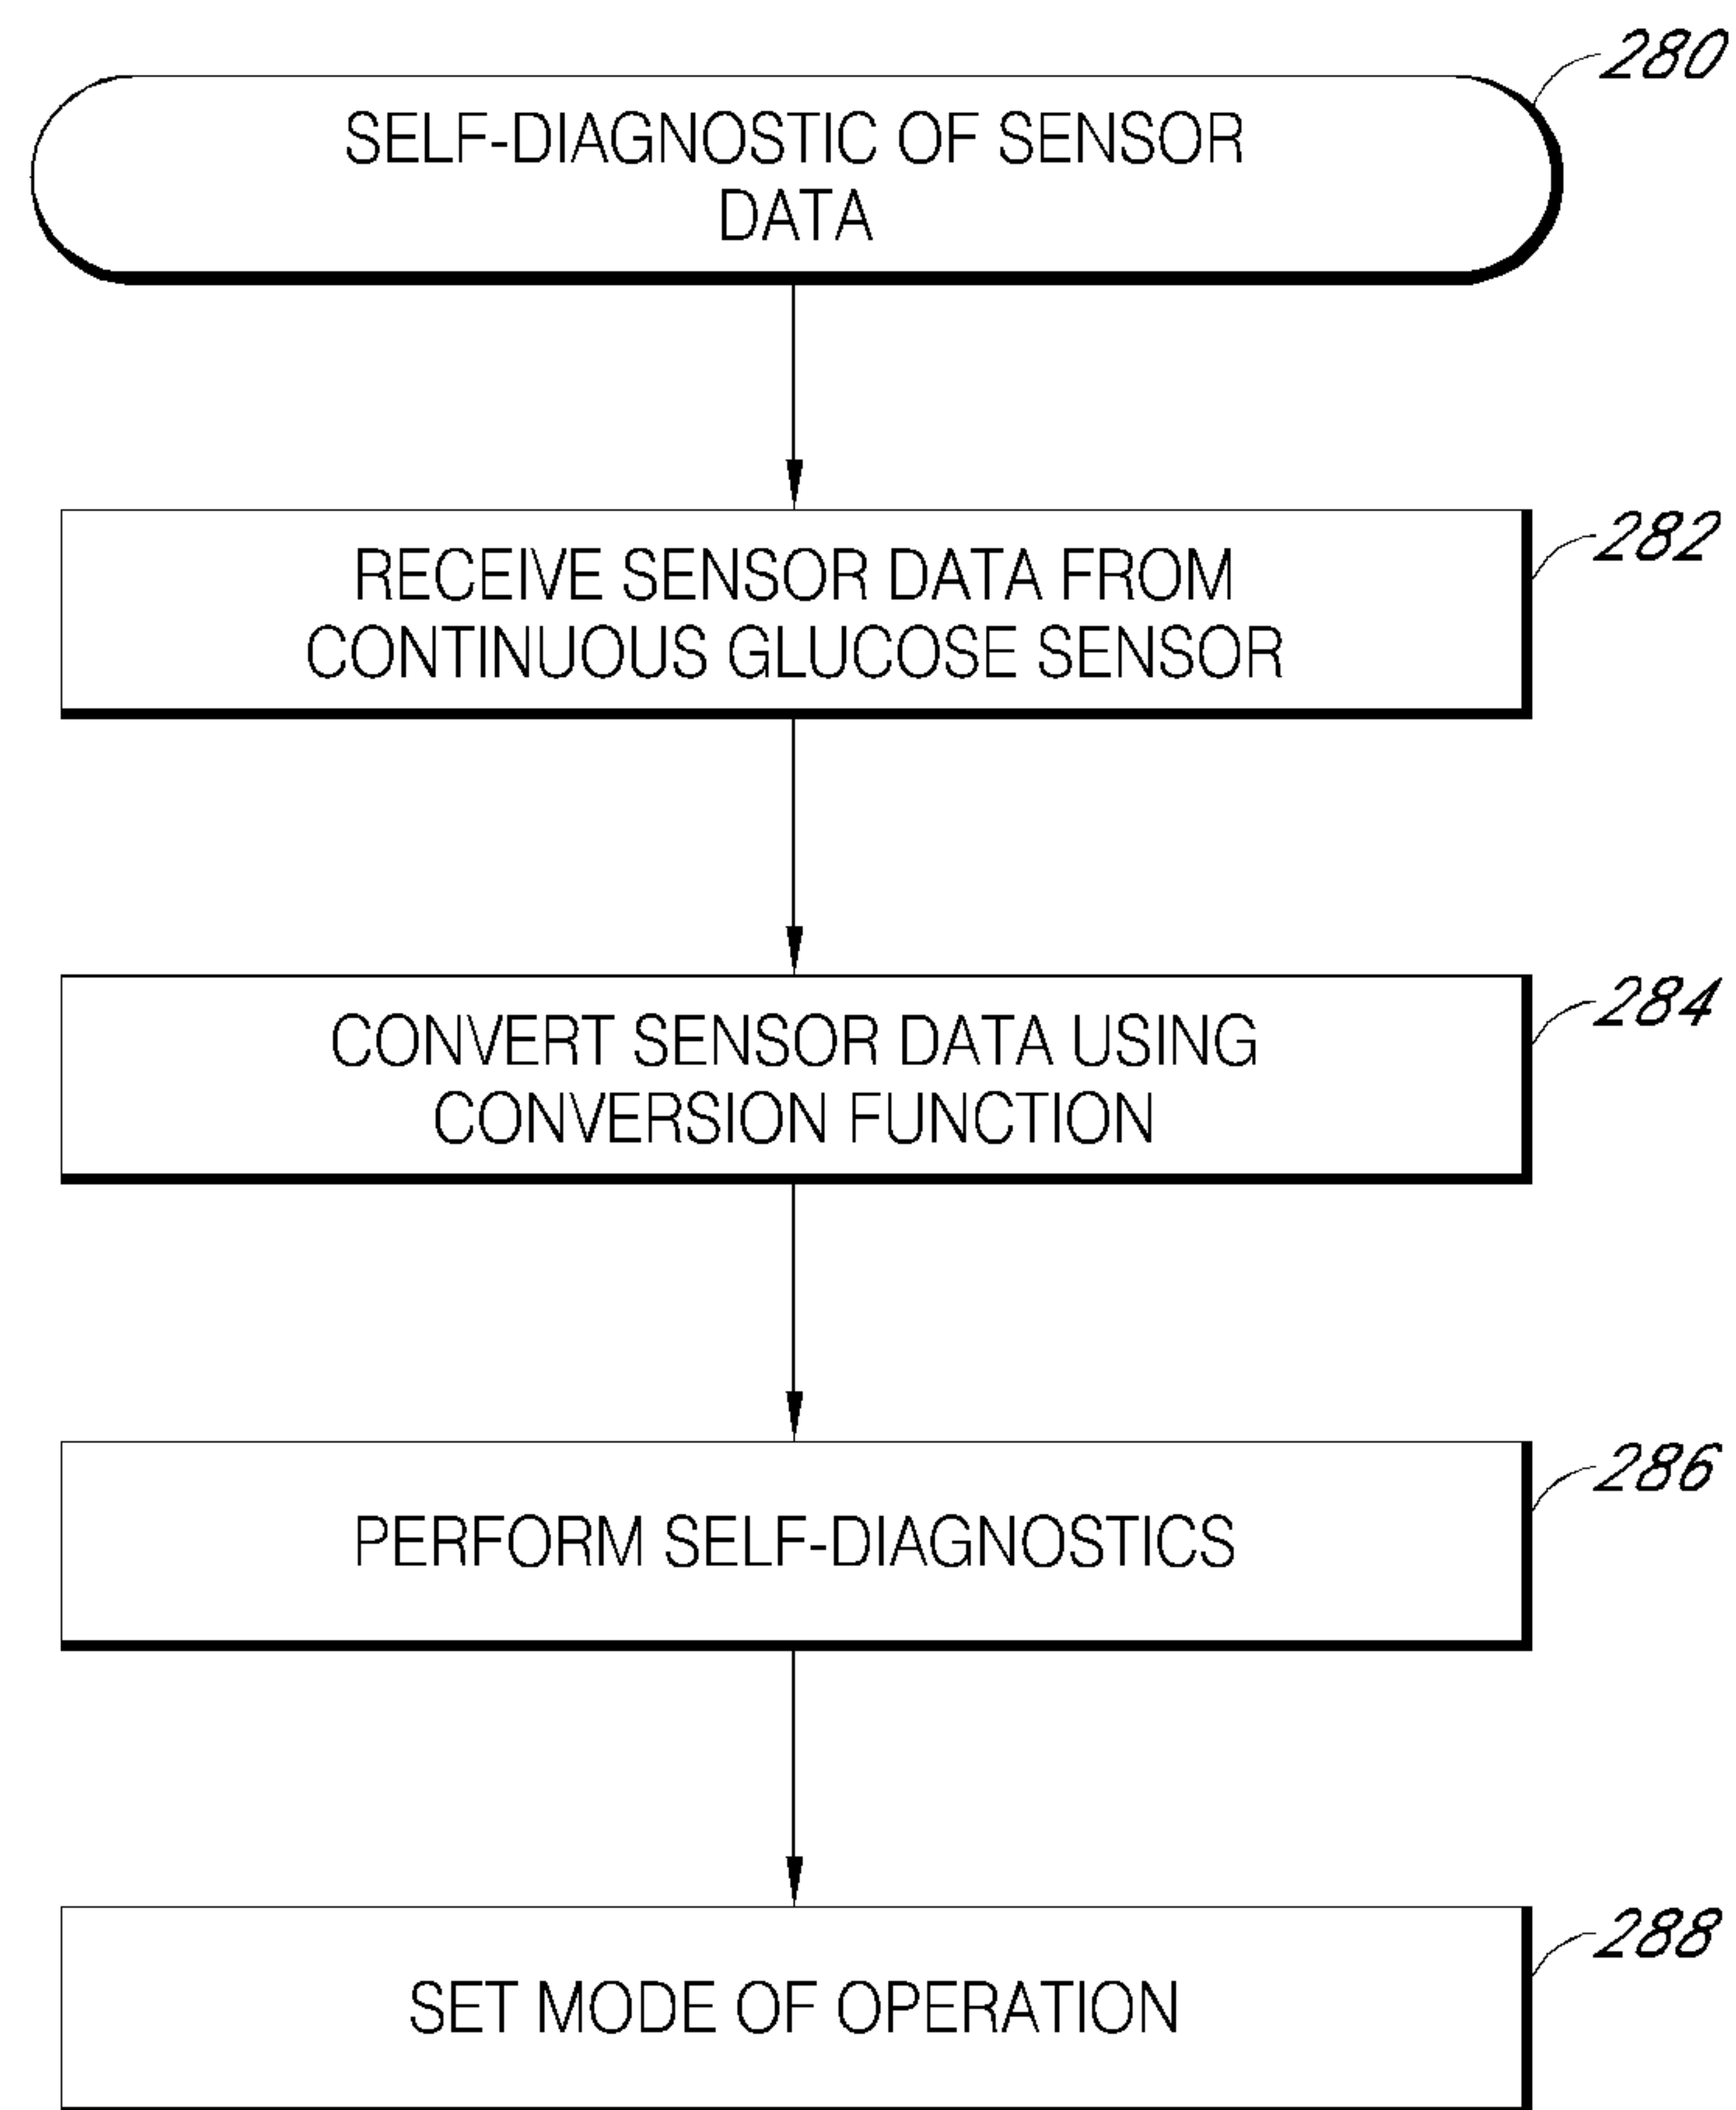 280
SELF-DIAGNOSTIC OF SENSOR
DATA
282
RECEIVE SENSOR DATA FROM
CONTINUOUS GLUCOSE SENSOR
284
CONVERT SENSOR DATA USING
CONVERSION FUNCTION
286
PERFORM SELF-DIAGNOSTICS
288
SET MODE OF OPERATION